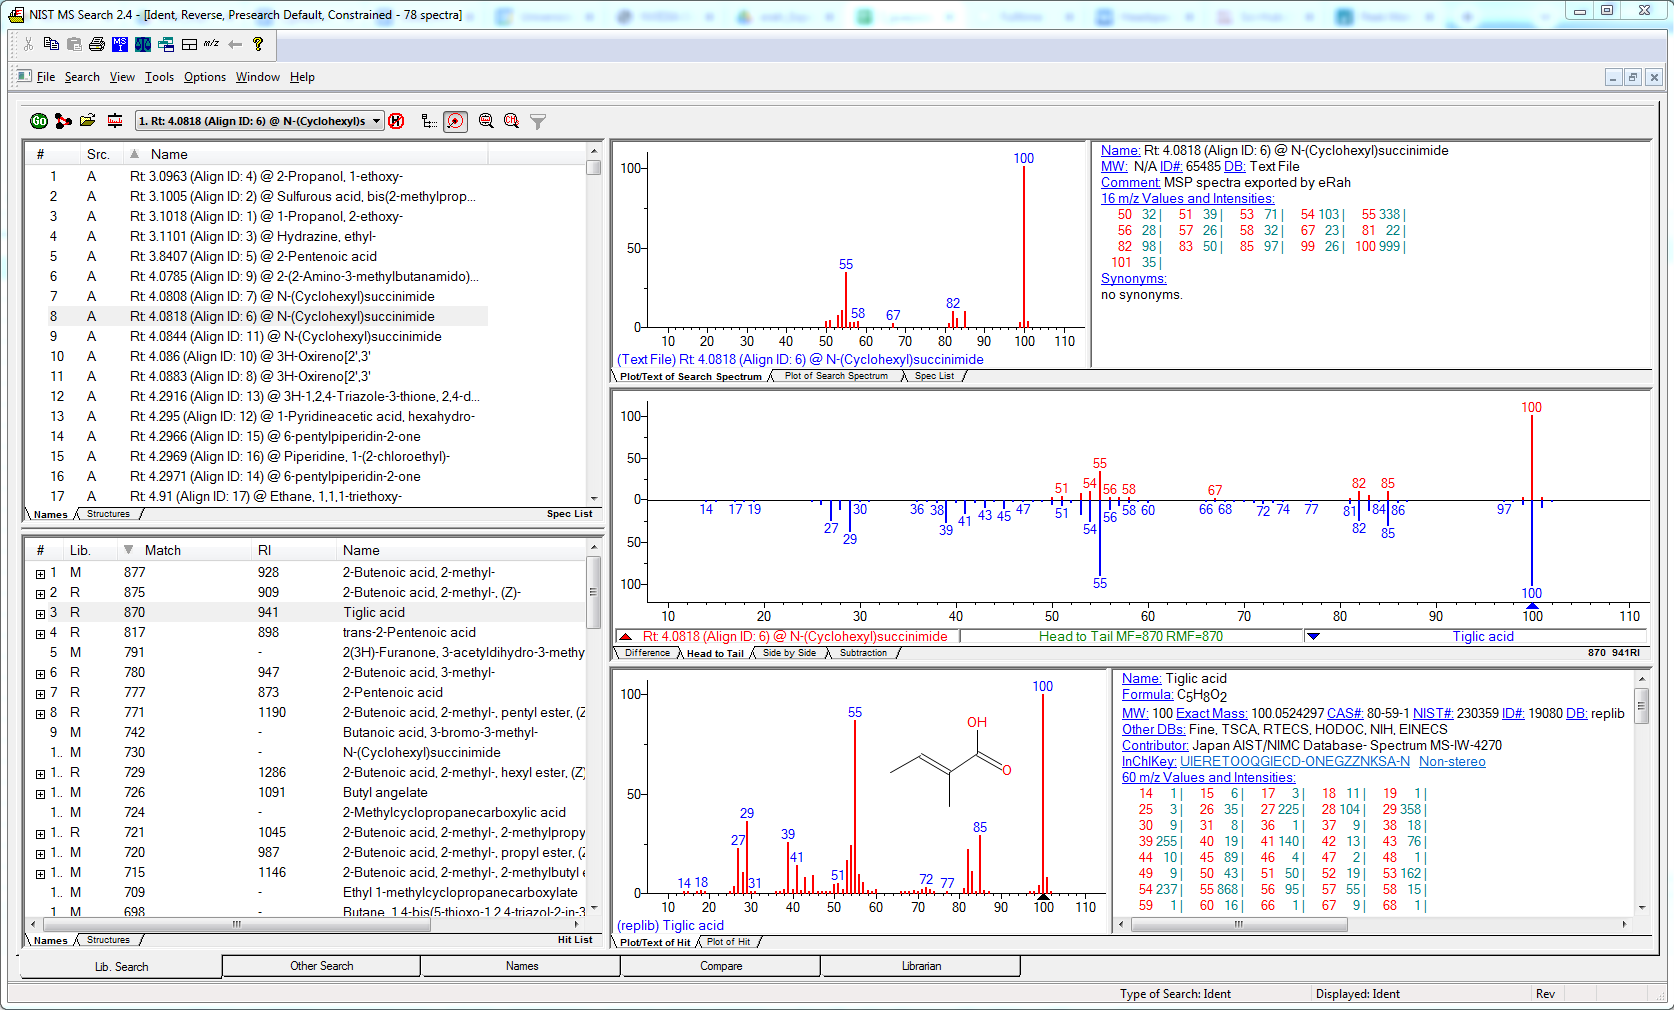 NIST MS Search 2.4 - [Ident, Reverse, Presearch Default, Constrained - 78 spectra]
File Search View Tools Options Window Help
1. Rt: 4.0818 (Align ID: 6) @ N-(Cyclohexyl)s
# Src. Name
1 A Rt: 3.0963 (Align ID: 4) @ 2-Propanol, 1-ethoxy-
2 A Rt: 3.1005 (Align ID: 2) @ Sulfurous acid, bis(2-methylprop...
3 A Rt: 3.1018 (Align ID: 1) @ 1-Propanol, 2-ethoxy-
4 A Rt: 3.1101 (Align ID: 3) @ Hydrazine, ethyl-
5 A Rt: 3.8407 (Align ID: 5) @ 2-Pentenoic acid
6 A Rt: 4.0785 (Align ID: 9) @ 2-(2-Amino-3-methylbutanamido)...
7 A Rt: 4.0808 (Align ID: 7) @ N-(Cyclohexyl)succinimide
8 A Rt: 4.0818 (Align ID: 6) @ N-(Cyclohexyl)succinimide
9 A Rt: 4.0844 (Align ID: 11) @ N-(Cyclohexyl)succinimide
10 A Rt: 4.086 (Align ID: 10) @ 3H-Oxireno[2',3'
11 A Rt: 4.0883 (Align ID: 8) @ 3H-Oxireno[2',3'
12 A Rt: 4.2916 (Align ID: 13) @ 3H-1,2,4-Triazole-3-thione, 2,4-d...
13 A Rt: 4.295 (Align ID: 12) @ 1-Pyridineacetic acid, hexahydro-
14 A Rt: 4.2966 (Align ID: 15) @ 6-pentylpiperidin-2-one
15 A Rt: 4.2969 (Align ID: 16) @ Piperidine, 1-(2-chloroethyl)-
16 A Rt: 4.2971 (Align ID: 14) @ 6-pentylpiperidin-2-one
17 A Rt: 4.91 (Align ID: 17) @ Ethane, 1,1,1-triethoxy-
Names Structures Spec List
# Lib. Match RI Name
1 M 877 928 2-Butenoic acid, 2-methyl-
2 R 875 909 2-Butenoic acid, 2-methyl-, (Z)-
3 R 870 941 Tiglic acid
4 R 817 898 trans-2-Pentenoic acid
5 M 791 - 2(3H)-Furanone, 3-acetyldihydro-3-methy
6 R 780 947 2-Butenoic acid, 3-methyl-
7 R 777 873 2-Pentenoic acid
8 R 771 1190 2-Butenoic acid, 2-methyl-, pentyl ester, (Z
9 M 742 - Butanoic acid, 3-bromo-3-methyl-
1.. M 730 - N-(Cyclohexyl)succinimide
1.. R 729 1286 2-Butenoic acid, 2-methyl-, hexyl ester, (Z)
1.. M 726 1091 Butyl angelate
1.. M 724 - 2-Methylcyclopropanecarboxylic acid
1.. R 721 1045 2-Butenoic acid, 2-methyl-, 2-methylpropy
1.. M 720 987 2-Butenoic acid, 2-methyl-, propyl ester, (Z
1.. M 715 1146 2-Butenoic acid, 2-methyl-, 2-methylbutyl e
1.. M 709 - Ethyl 1-methylcyclopropanecarboxylate
1 M 698 - Butane, 1,4-bis(5-thioxo-1,2,4-triazol-2-in-3
Names Structures Hit List
100
50
0
55 58 67 82 100
10 20 30 40 50 60 70 80 90 100 110
(Text File) Rt: 4.0818 (Align ID: 6) @ N-(Cyclohexyl)succinimide
Plot/Text of Search Spectrum Plot of Search Spectrum Spec List
Name: Rt: 4.0818 (Align ID: 6) @ N-(Cyclohexyl)succinimide
MW: N/A ID#: 65485 DB: Text File
Comment: MSP spectra exported by eRah
16 m/z Values and Intensities:
50 32| 51 39| 53 71| 54 103| 55 338|
56 28| 57 26| 58 32| 67 23| 81 22|
82 98| 83 50| 85 97| 99 26| 100 999|
101 35|
Synonyms:
no synonyms.
100
50
0
50
100
51 54 55 56 58 67 82 85 100
14 17 19 27 29 30 36 38 39 41 43 45 47 51 54 55 56 58 60 66 68 72 74 77 81 82 84 85 86 97 100
10 20 30 40 50 60 70 80 90 100 110
Rt: 4.0818 (Align ID: 6) @ N-(Cyclohexyl)succinimide Head to Tail MF=870 RMF=870 Tiglic acid
Difference Head to Tail Side by Side Subtraction 870 941RI
100
50
0
14 18 27 29 31 39 41 51 55 72 77 85 100
OH
O
10 20 30 40 50 60 70 80 90 100 110
(replib) Tiglic acid
Plot/Text of Hit Plot of Hit
Name: Tiglic acid
Formula: C5H8O2
MW: 100 Exact Mass: 100.0524297 CAS#: 80-59-1 NIST#: 230359 ID#: 19080 DB: replib
Other DBs: Fine, TSCA, RTECS, HODOC, NIH, EINECS
Contributor: Japan AIST/NIMC Database- Spectrum MS-IW-4270
InChIKey: UIERETOOQGIECD-ONEGZZNKSA-N Non-stereo
60 m/z Values and Intensities:
14 1| 15 6| 17 3| 18 11| 19 1|
25 3| 26 35| 27 225| 28 104| 29 358|
30 9| 31 8| 36 1| 37 9| 38 18|
39 255| 40 19| 41 140| 42 13| 43 76|
44 10| 45 89| 46 4| 47 2| 48 1|
49 9| 50 43| 51 50| 52 19| 53 162|
54 237| 55 868| 56 95| 57 55| 58 15|
59 1| 60 16| 66 1| 67 9| 68 1|
Lib. Search Other Search Names Compare Librarian
Type of Search: Ident Displayed: Ident Rev